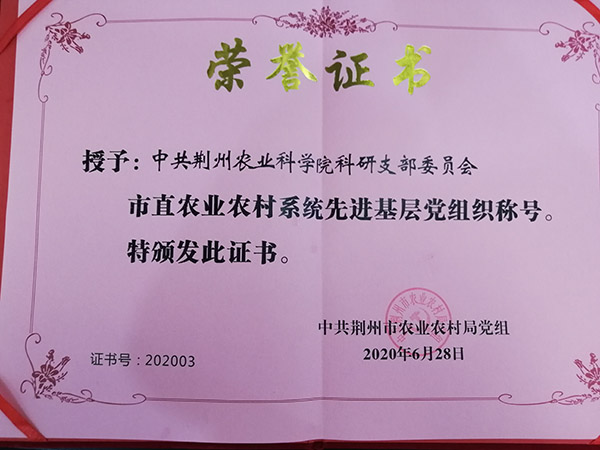 荣誉证书
授予：中共荆州农业科学院科研支部委员会
市直农业农村系统先进基层党组织称号。
特颁发此证书。
中共荆州市农业农村局党组
证书号：202003
2020年6月28日